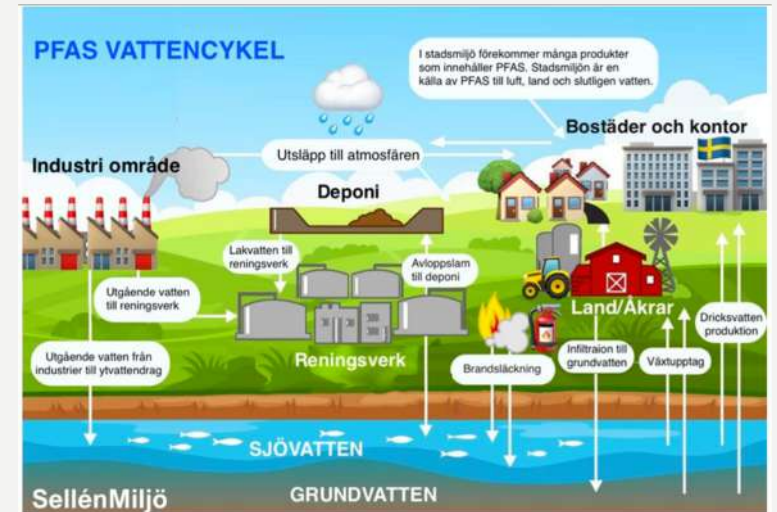 PFAS VATTENCYKEL
I stadsmiljö förekommer många produkter
som innehåller PFAS. Stadsmiljön är en
källa av PFAS till luft, land och slutligen vatten.
Bostäder och kontor
Industri område
Utsläpp till atmosfären
Deponi
Lakvatten till
reningsverk
Avloppslam
till deponi
Utgående vatten
till reningsverk
Land/Åkrar
Dricksvatten
produktion
Reningsverk
Utgående vatten från
industrier till ytvattendrag
Brandsläckning
Infiltraion till
grundvatten
Växtupptag
SJÖVATTEN
SellénMiljö
GRUNDVATTEN